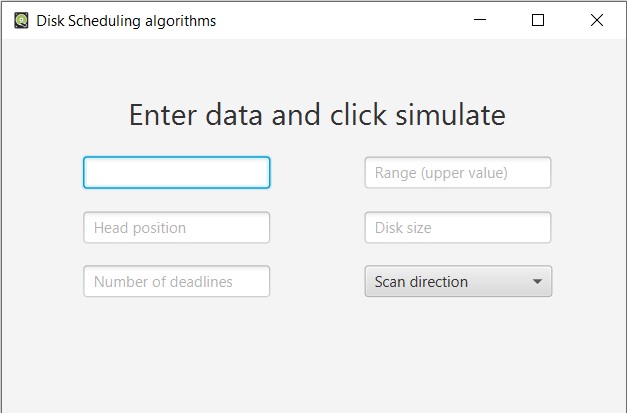 Disk Scheduling algorithms
Enter data and click simulate
Range (upper value)
Head position
Disk size
Number of deadlines
Scan direction